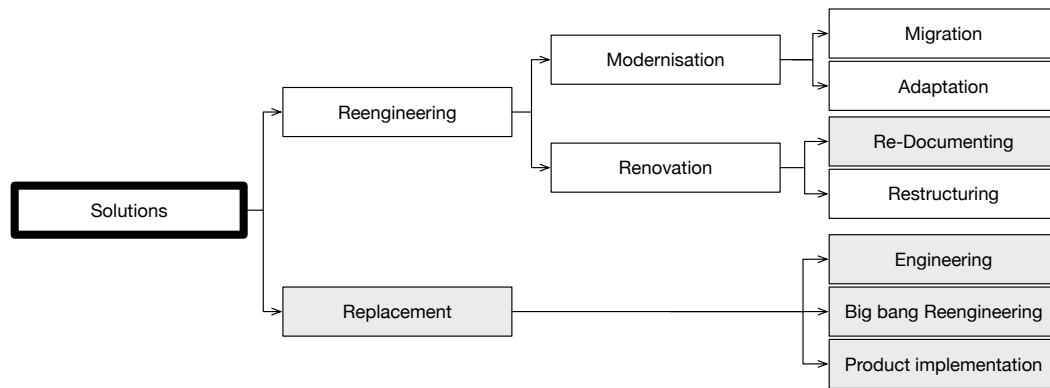 Solutions
Reengineering
Replacement
Modernisation
Renovation
Migration
Adaptation
Re-Documenting
Restructuring
Engineering
Big bang Reengineering
Product implementation